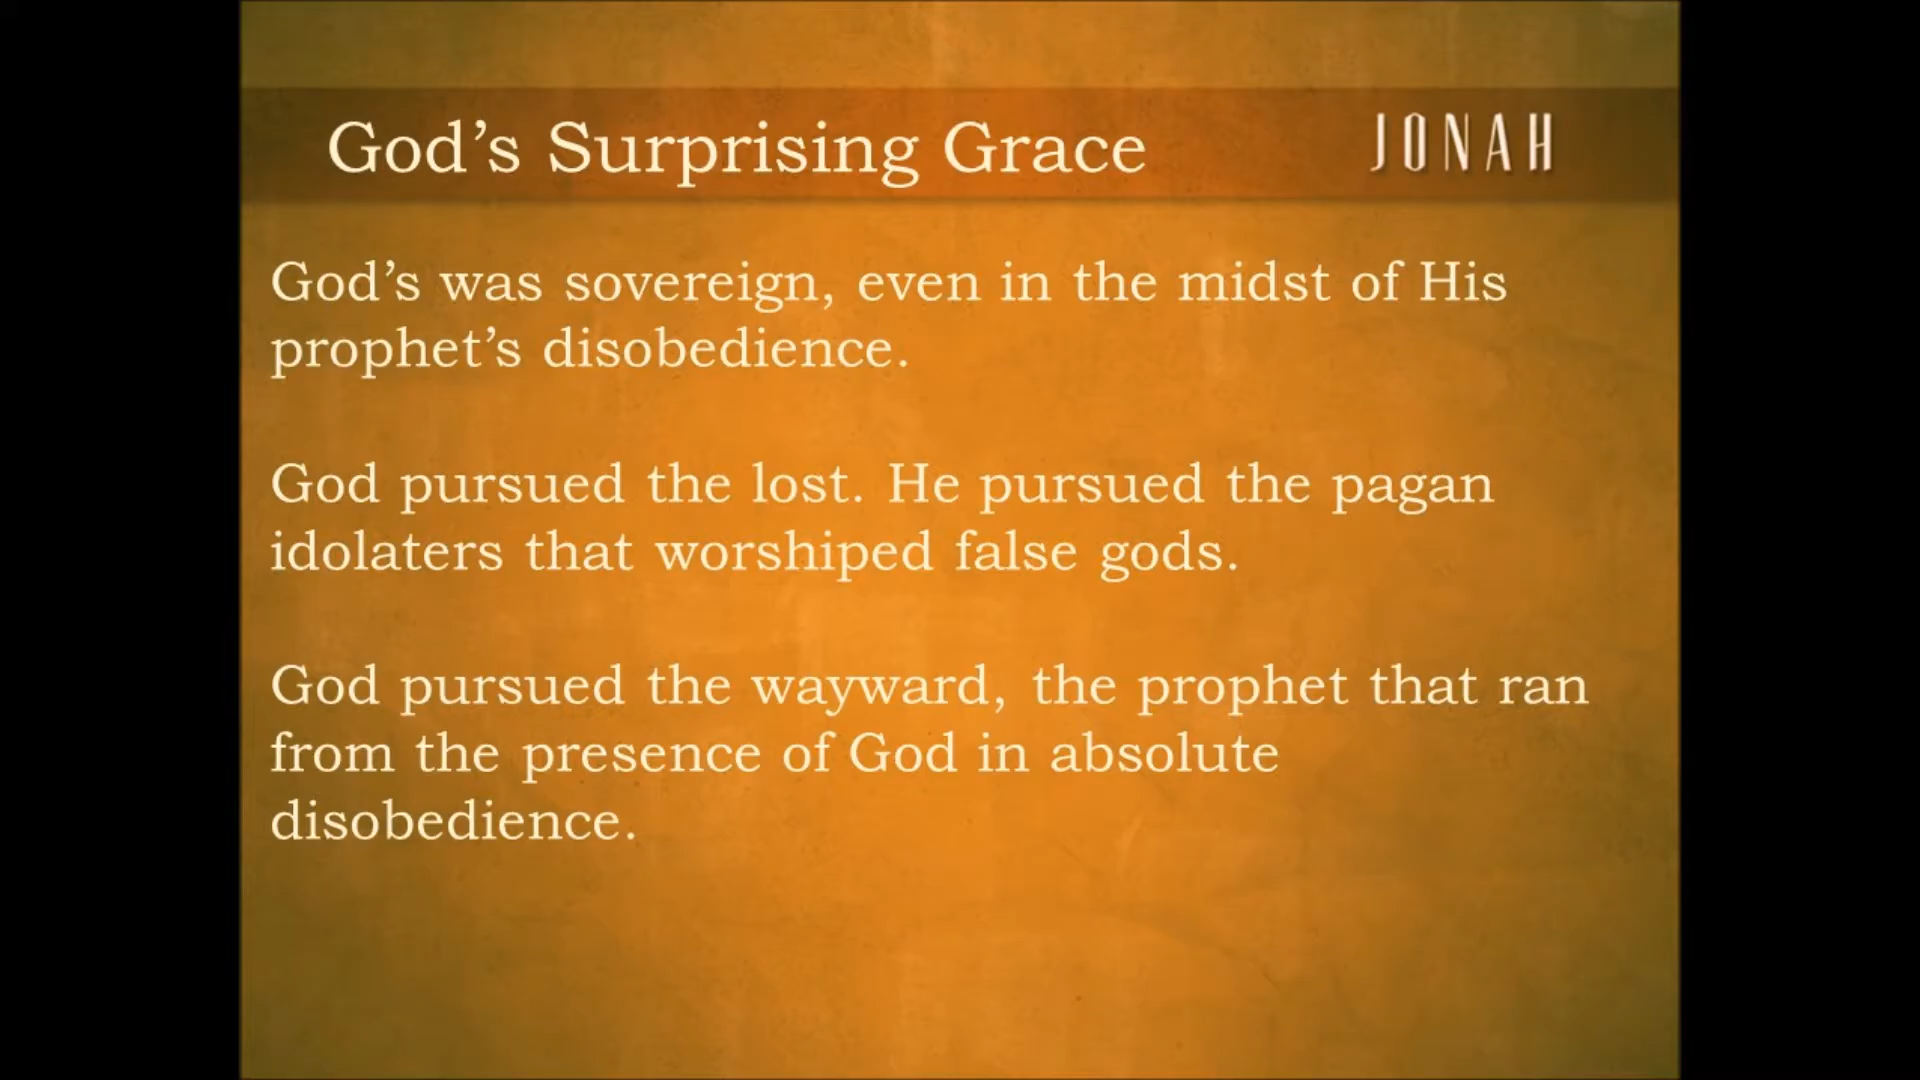 God’s Surprising Grace
JONAH
God’s was sovereign, even in the midst of His
prophet’s disobedience.
God pursued the lost. He pursued the pagan
idolaters that worshiped false gods.
God pursued the wayward, the prophet that ran
from the presence of God in absolute
disobedience.